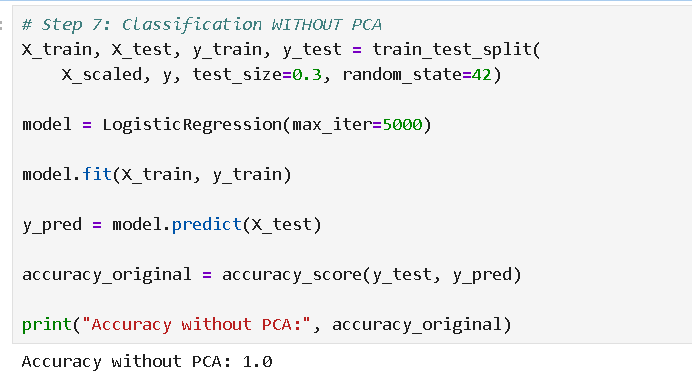 # Step 7: Classification WITHOUT PCA
X_train, X_test, y_train, y_test = train_test_split(
    X_scaled, y, test_size=0.3, random_state=42)
model = LogisticRegression(max_iter=5000)
model.fit(X_train, y_train)
y_pred = model.predict(X_test)
accuracy_original = accuracy_score(y_test, y_pred)
print("Accuracy without PCA:", accuracy_original)
Accuracy without PCA: 1.0